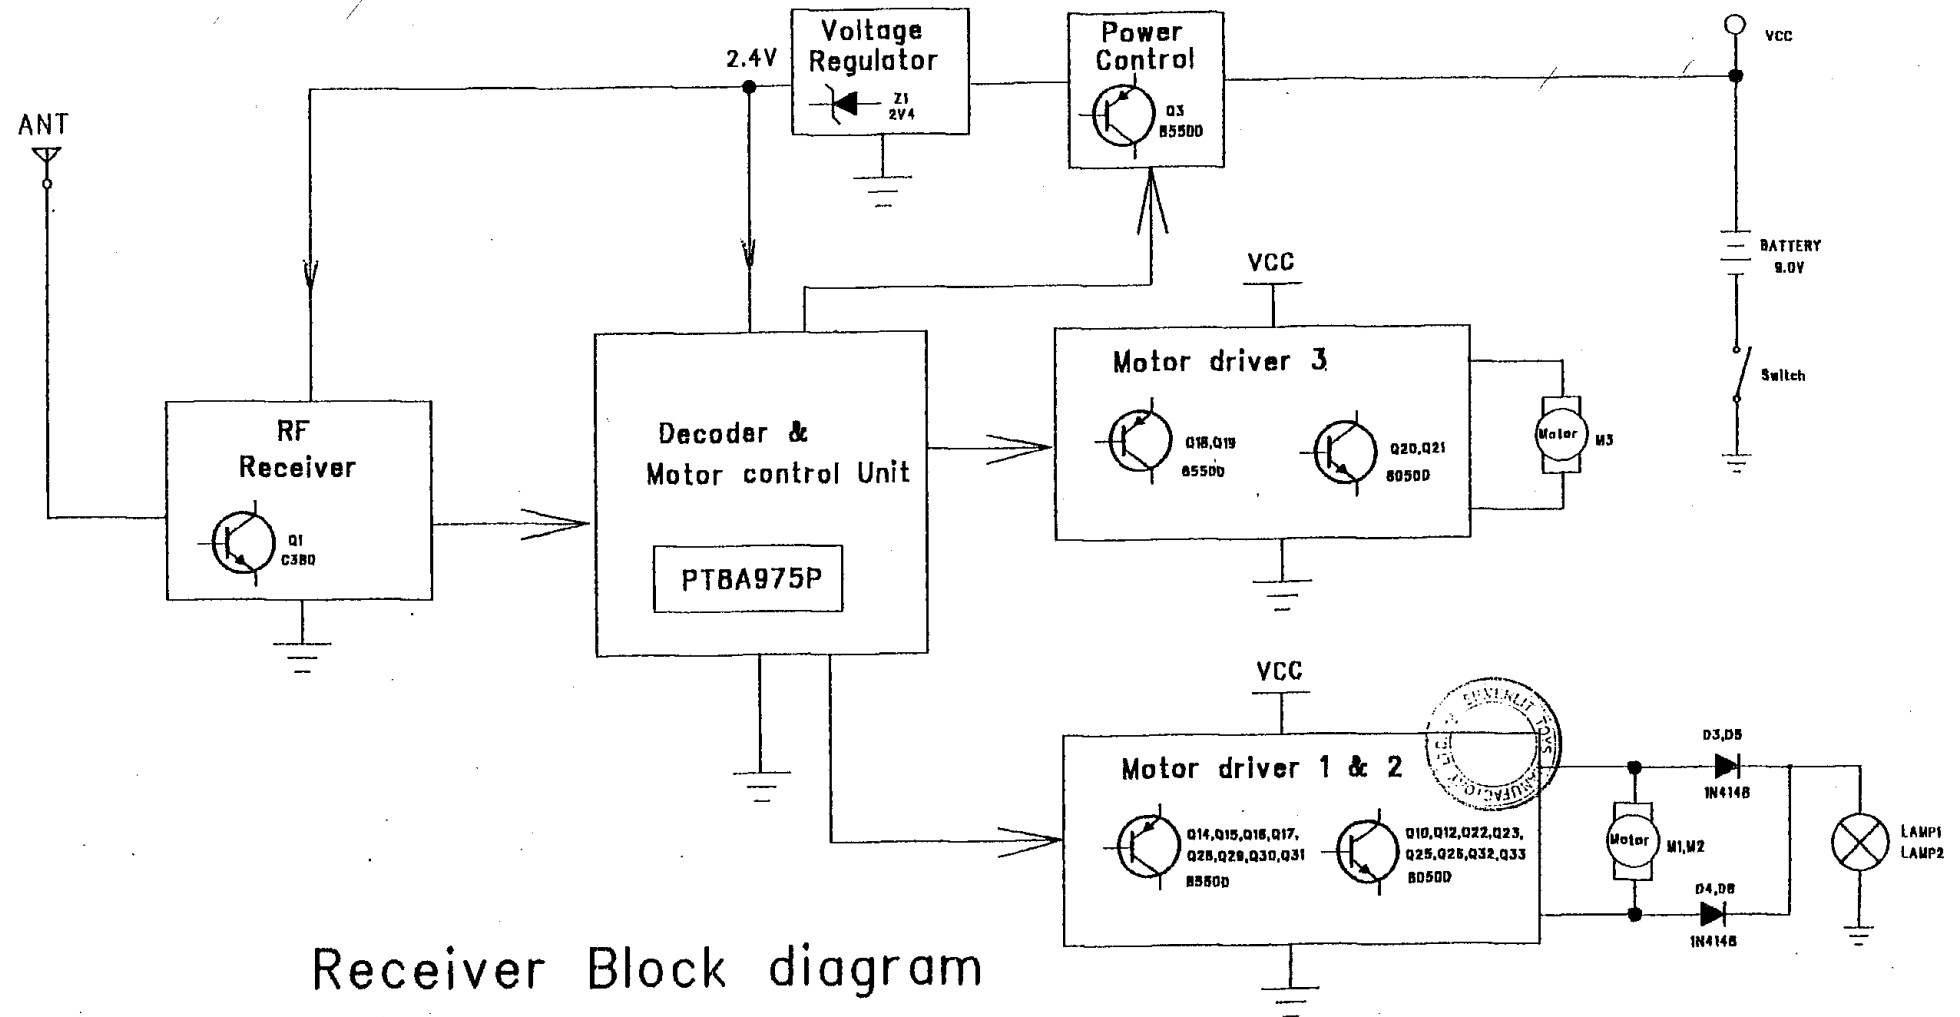 Voltage
Regulator
Z1
2V4
2.4V
Power
Control
Q3
8550D
VCC
ANT
BATTERY
9.0V
Switch
RF
Receiver
Q1
C380
Decoder &
Motor control Unit
PT8A975P
VCC
Motor driver 3
Q18,Q19
8550D
Q20,Q21
8050D
Motor
M3
VCC
Motor driver 1 & 2
Q14,Q15,Q16,Q17,
Q28,Q29,Q30,Q31
8550D
Q10,Q12,Q22,Q23,
Q25,Q26,Q32,Q33
8050D
TOYS
D3,D5
1N4148
Motor
M1,M2
D4,D6
1N4148
LAMP1
LAMP2
Receiver Block diagram